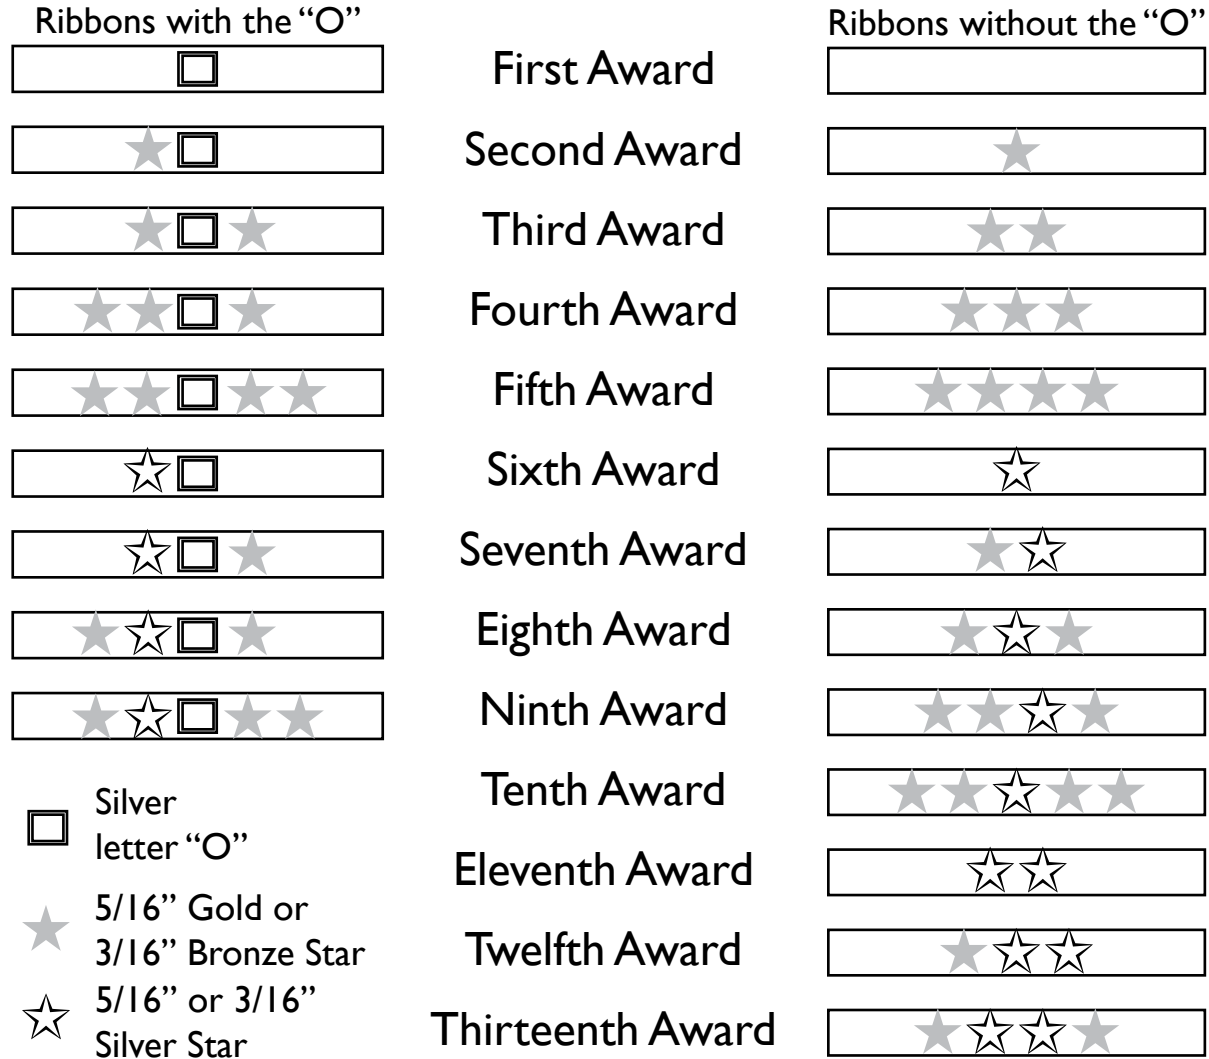 Ribbons with the “O”
Ribbons without the “O”
First Award
Second Award
Third Award
Fourth Award
Fifth Award
Sixth Award
Seventh Award
Eighth Award
Ninth Award
Tenth Award
Eleventh Award
Twelfth Award
Thirteenth Award
Silver
letter “O”
5/16” Gold or
3/16” Bronze Star
5/16” or 3/16”
Silver Star